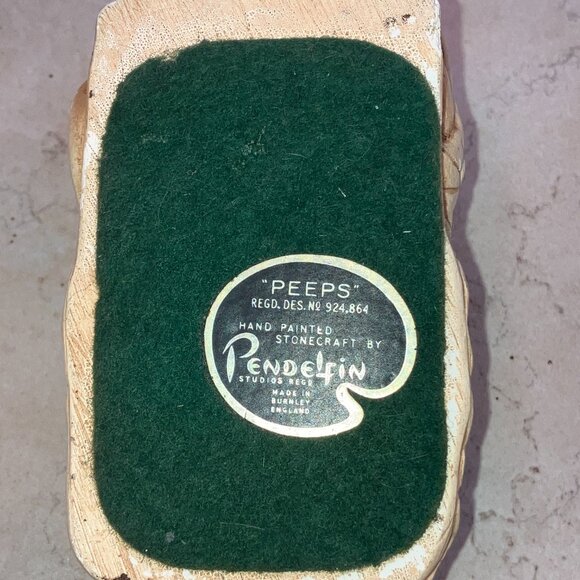 "PEEPS"
REGD. DES. Nº 924,864
HAND PAINTED
STONECRAFT BY
PENDELFIN
STUDIOS REGD
MADE IN
BURNLEY
ENGLAND